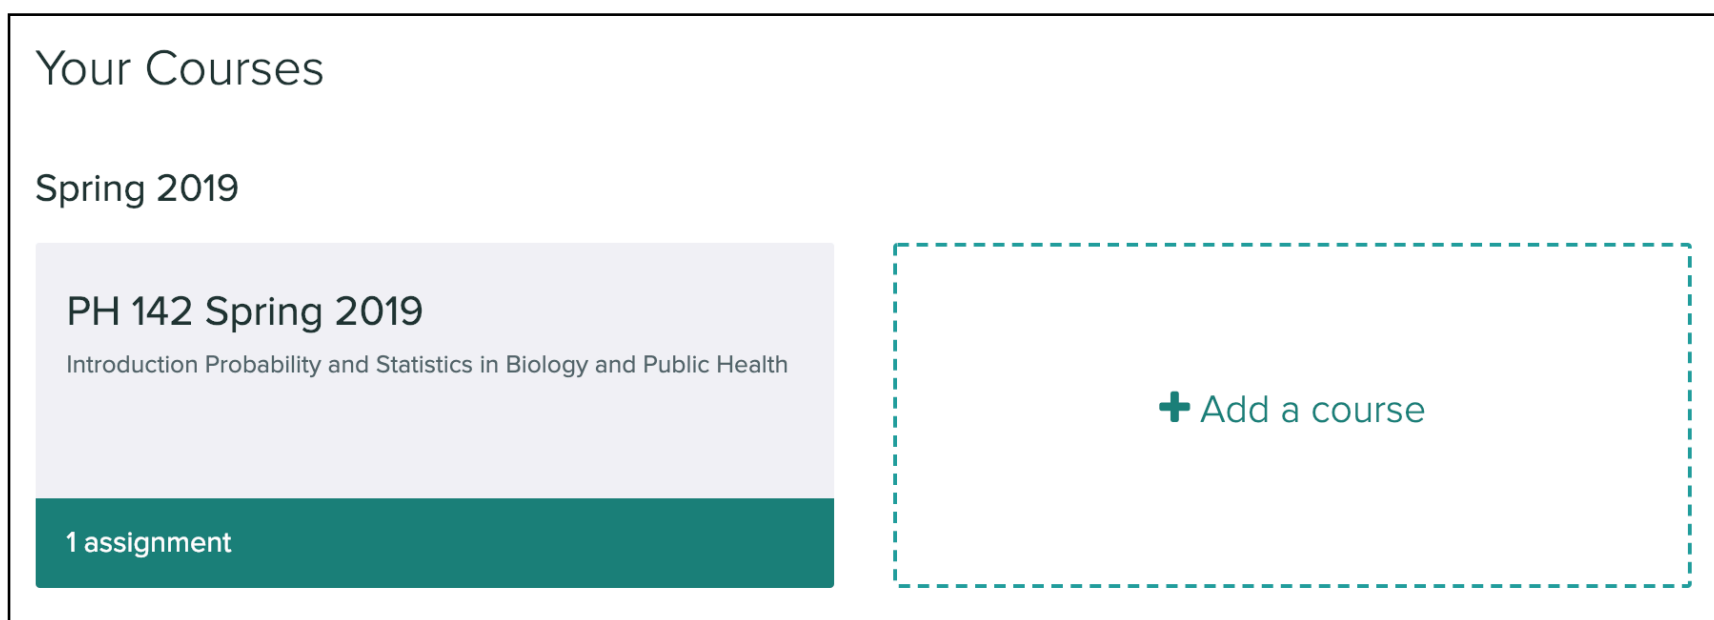 Your Courses
Spring 2019
PH 142 Spring 2019
Introduction Probability and Statistics in Biology and Public Health
1 assignment
+ Add a course